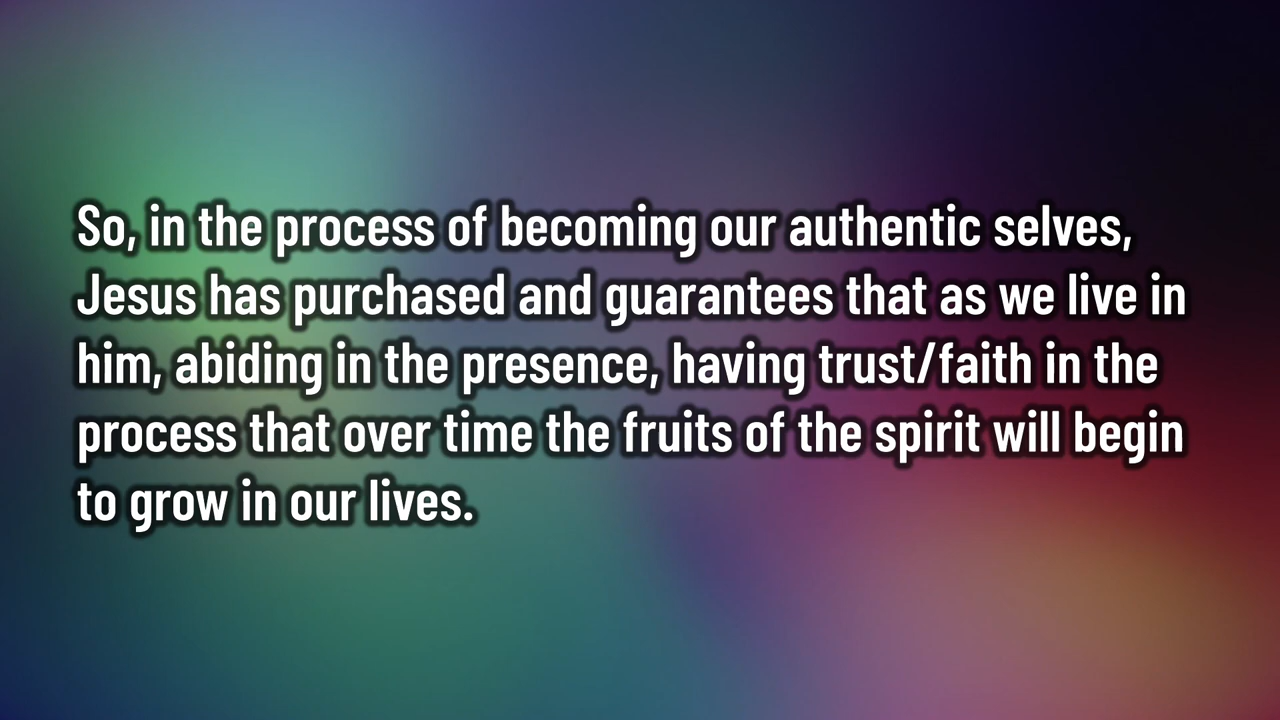 So, in the process of becoming our authentic selves,
Jesus has purchased and guarantees that as we live in
him, abiding in the presence, having trust/faith in the
process that over time the fruits of the spirit will begin
to grow in our lives.